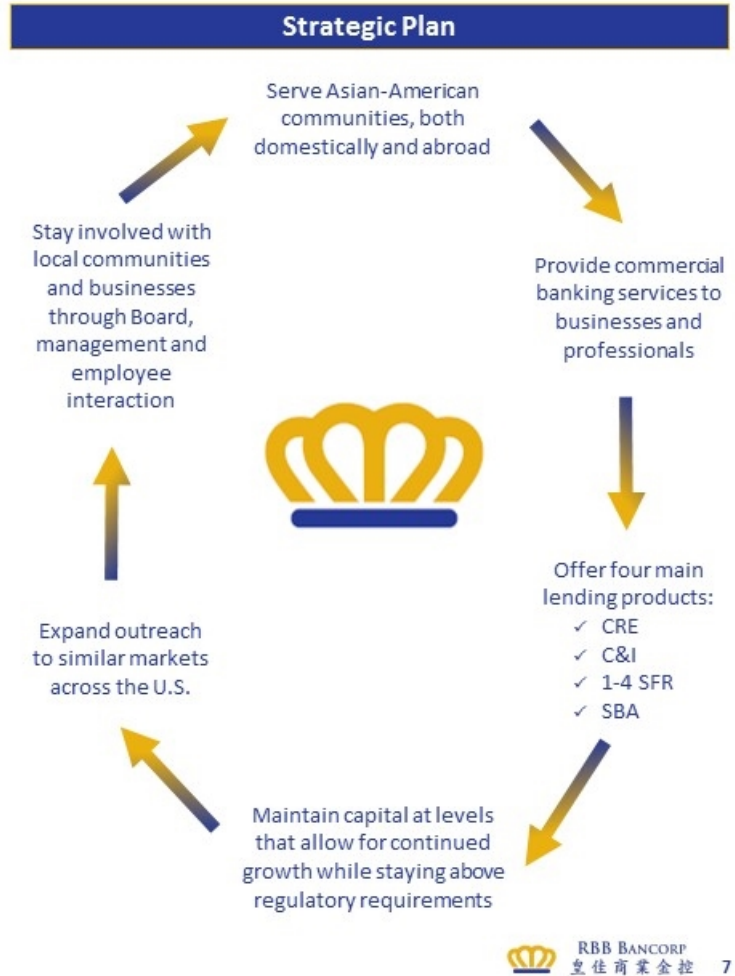 Strategic Plan
Serve Asian-American
communities, both
domestically and abroad
Provide commercial
banking services to
businesses and
professionals
Offer four main
lending products:
✓ CRE
✓ C&I
✓ 1-4 SFR
✓ SBA
Maintain capital at levels
that allow for continued
growth while staying above
regulatory requirements
Expand outreach
to similar markets
across the U.S.
Stay involved with
local communities
and businesses
through Board,
management and
employee
interaction
RBB BANCORP
皇佳商業金控
7